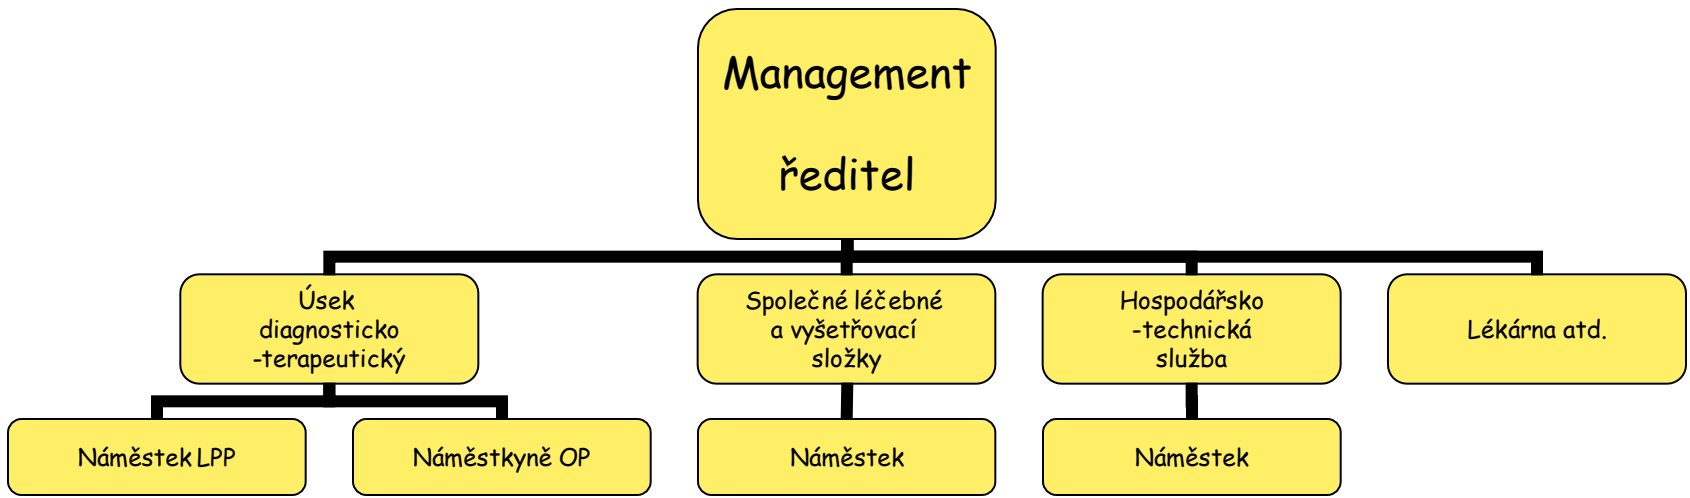 Management
ředitel
Úsek
diagnosticko
-terapeutický
Společné léčebné
a vyšetřovací
složky
Hospodářsko
-technická
služba
Lékárna atd.
Náměstek LPP
Náměstkyně OP
Náměstek
Náměstek